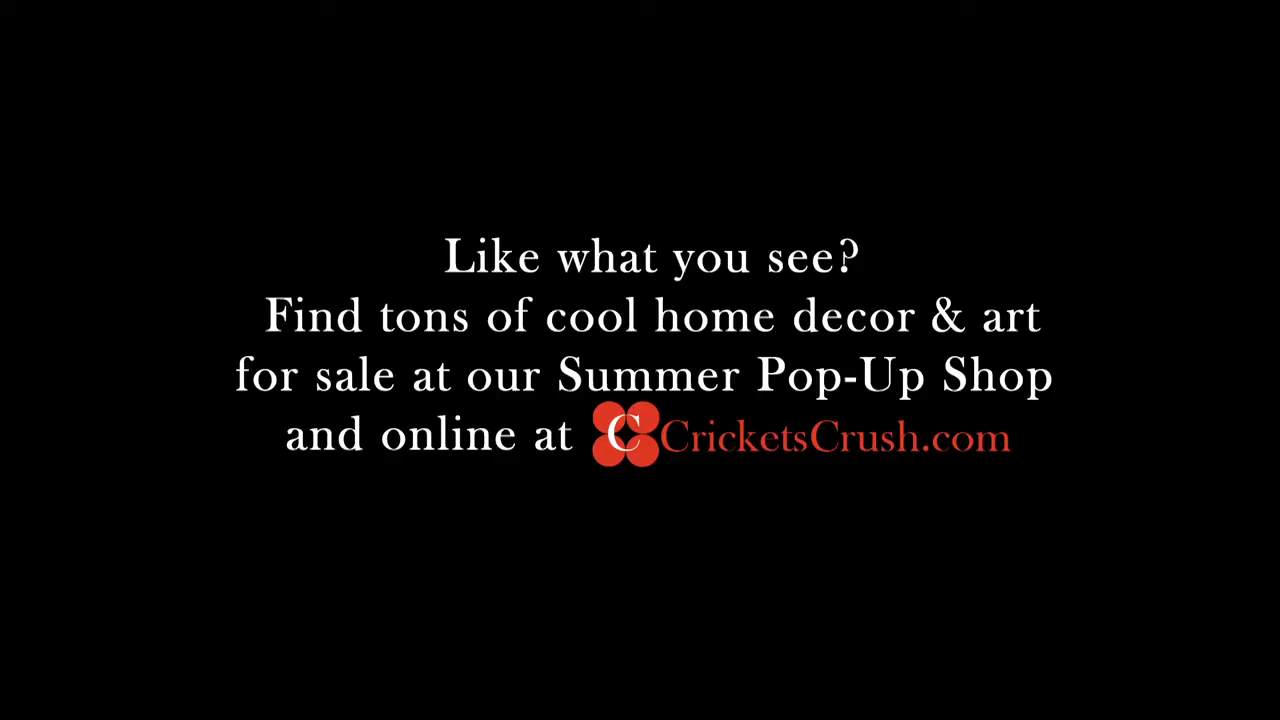 Like what you see?
Find tons of cool home decor & art
for sale at our Summer Pop-Up Shop
and online at C CricketsCrush.com